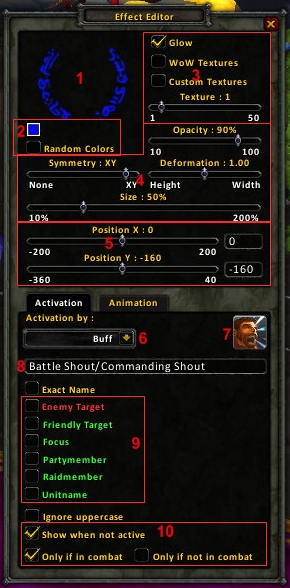 Effect Editor
Glow
WoW Textures
Custom Textures
Texture : 1
1 50
Random Colors
Opacity : 90%
10 100
Symmetry : XY
None XY
Deformation : 1.00
Height Width
Size : 50%
10% 200%
Position X : 0
-200 200
0
Position Y : -160
-360 40
-160
Activation Animation
Activation by :
Buff
Battle Shout/Commanding Shout
Exact Name
Enemy Target
Friendly Target
Focus
Partymember
Raidmember
Unitname
Ignore uppercase
Show when not active
Only if in combat Only if not in combat
1
2
3
4
5
6
7
8
9
10